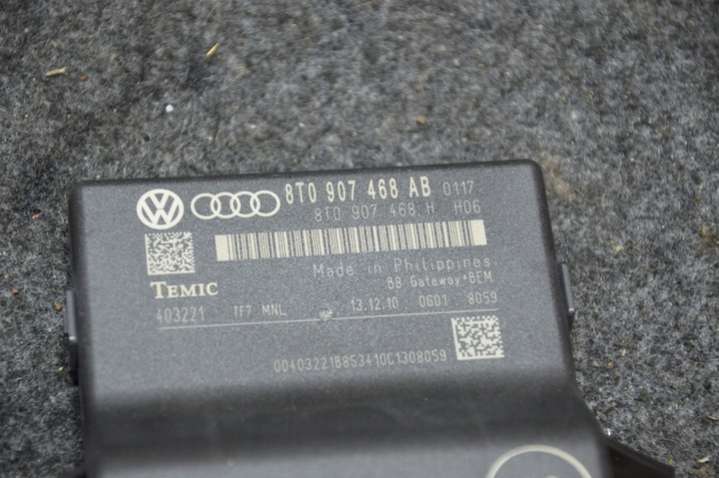 8T0 907 468 AB 0117
8T0 907 468 H H06
Made in Philippines
BB Gateway+BEM
TEMIC
403221 TF7 MNL 13.12.10 0601 8059
00403221B853410C1308059